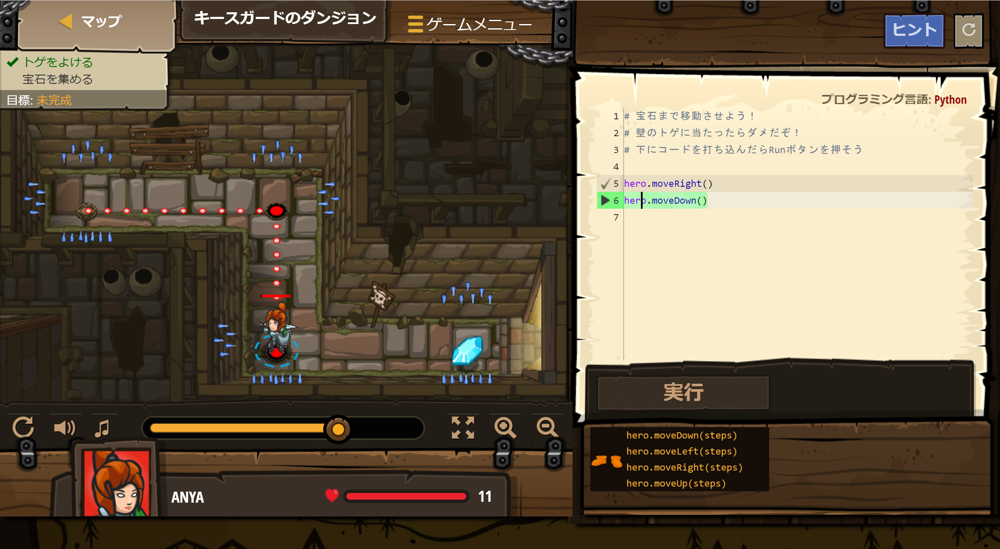 マップ
キースガードのダンジョン
ゲームメニュー
トゲをよける
宝石を集める
目標: 未完成
ANYA
11
ヒント
プログラミング言語: Python
1 # 宝石まで移動させよう！
2 # 壁のトゲに当たったらダメだぞ！
3 # 下にコードを打ち込んだらRunボタンを押そう
4
5 hero.moveRight()
6 hero.moveDown()
7
実行
hero.moveDown(steps)
hero.moveLeft(steps)
hero.moveRight(steps)
hero.moveUp(steps)